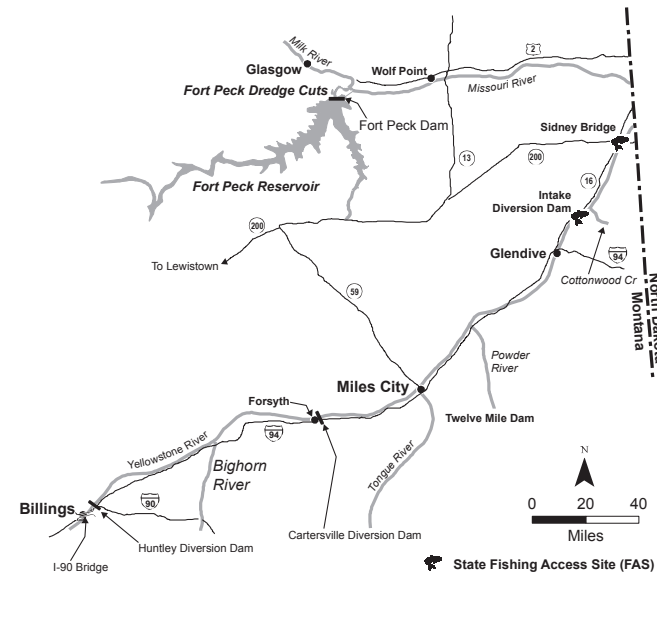 2
Milk River
Glasgow
Wolf Point
Missouri River
Fort Peck Dredge Cuts
Fort Peck Dam
Sidney Bridge
13
200
Fort Peck Reservoir
16
Intake
Diversion Dam
200
Glendive
94
To Lewistown
Cottonwood Cr
59
North Dakota
Montana
Powder
River
Miles City
Forsyth
Twelve Mile Dam
94
Yellowstone River
Bighorn
River
Tongue River
N
90
Billings
0 20 40
Miles
Cartersville Diversion Dam
Huntley Diversion Dam
I-90 Bridge
State Fishing Access Site (FAS)